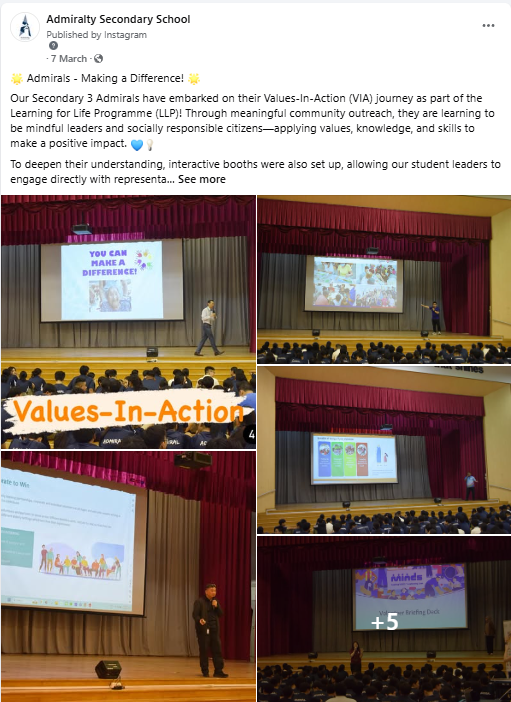 Admiralty Secondary School
Published by Instagram
· 7 March ·
🌟 Admirals - Making a Difference! 🌟
Our Secondary 3 Admirals have embarked on their Values-In-Action (VIA) journey as part of the
Learning for Life Programme (LLP)! Through meaningful community outreach, they are learning to
be mindful leaders and socially responsible citizens—applying values, knowledge, and skills to
make a positive impact. 💙💡
To deepen their understanding, interactive booths were also set up, allowing our student leaders to
engage directly with representa... See more
YOU CAN
MAKE A
DIFFERENCE!
Values-In-Action
4
to Win
minds
Briefing Deck
+5